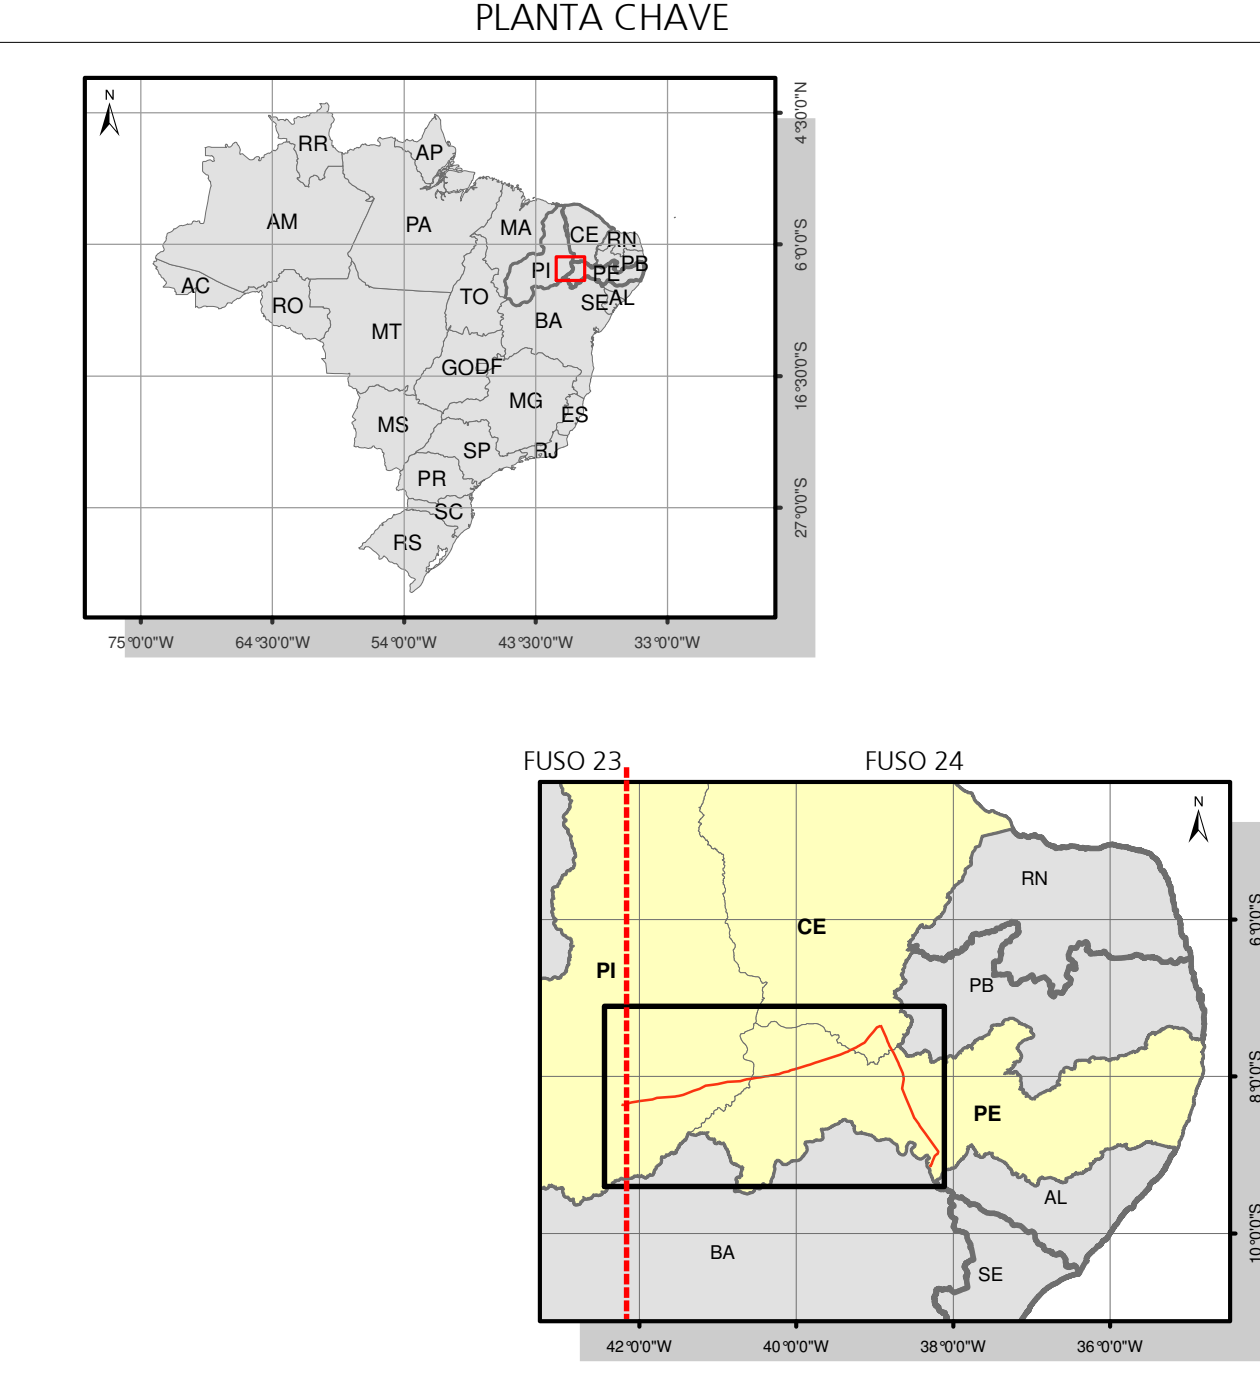 PLANTA CHAVE
N
4°30'0"N
RR
AP
AM
PA
MA
CE
RN
6°0'0"S
PI
PE
PB
AC
RO
TO
SE
AL
BA
MT
GO
DF
16°30'0"S
MG
ES
MS
SP
RJ
PR
SC
27°0'0"S
RS
75°0'0"W
64°30'0"W
54°0'0"W
43°30'0"W
33°0'0"W
FUSO 23
FUSO 24
N
RN
CE
6°0'0"S
PI
PB
8°0'0"S
PE
AL
10°0'0"S
BA
SE
42°0'0"W
40°0'0"W
38°0'0"W
36°0'0"W